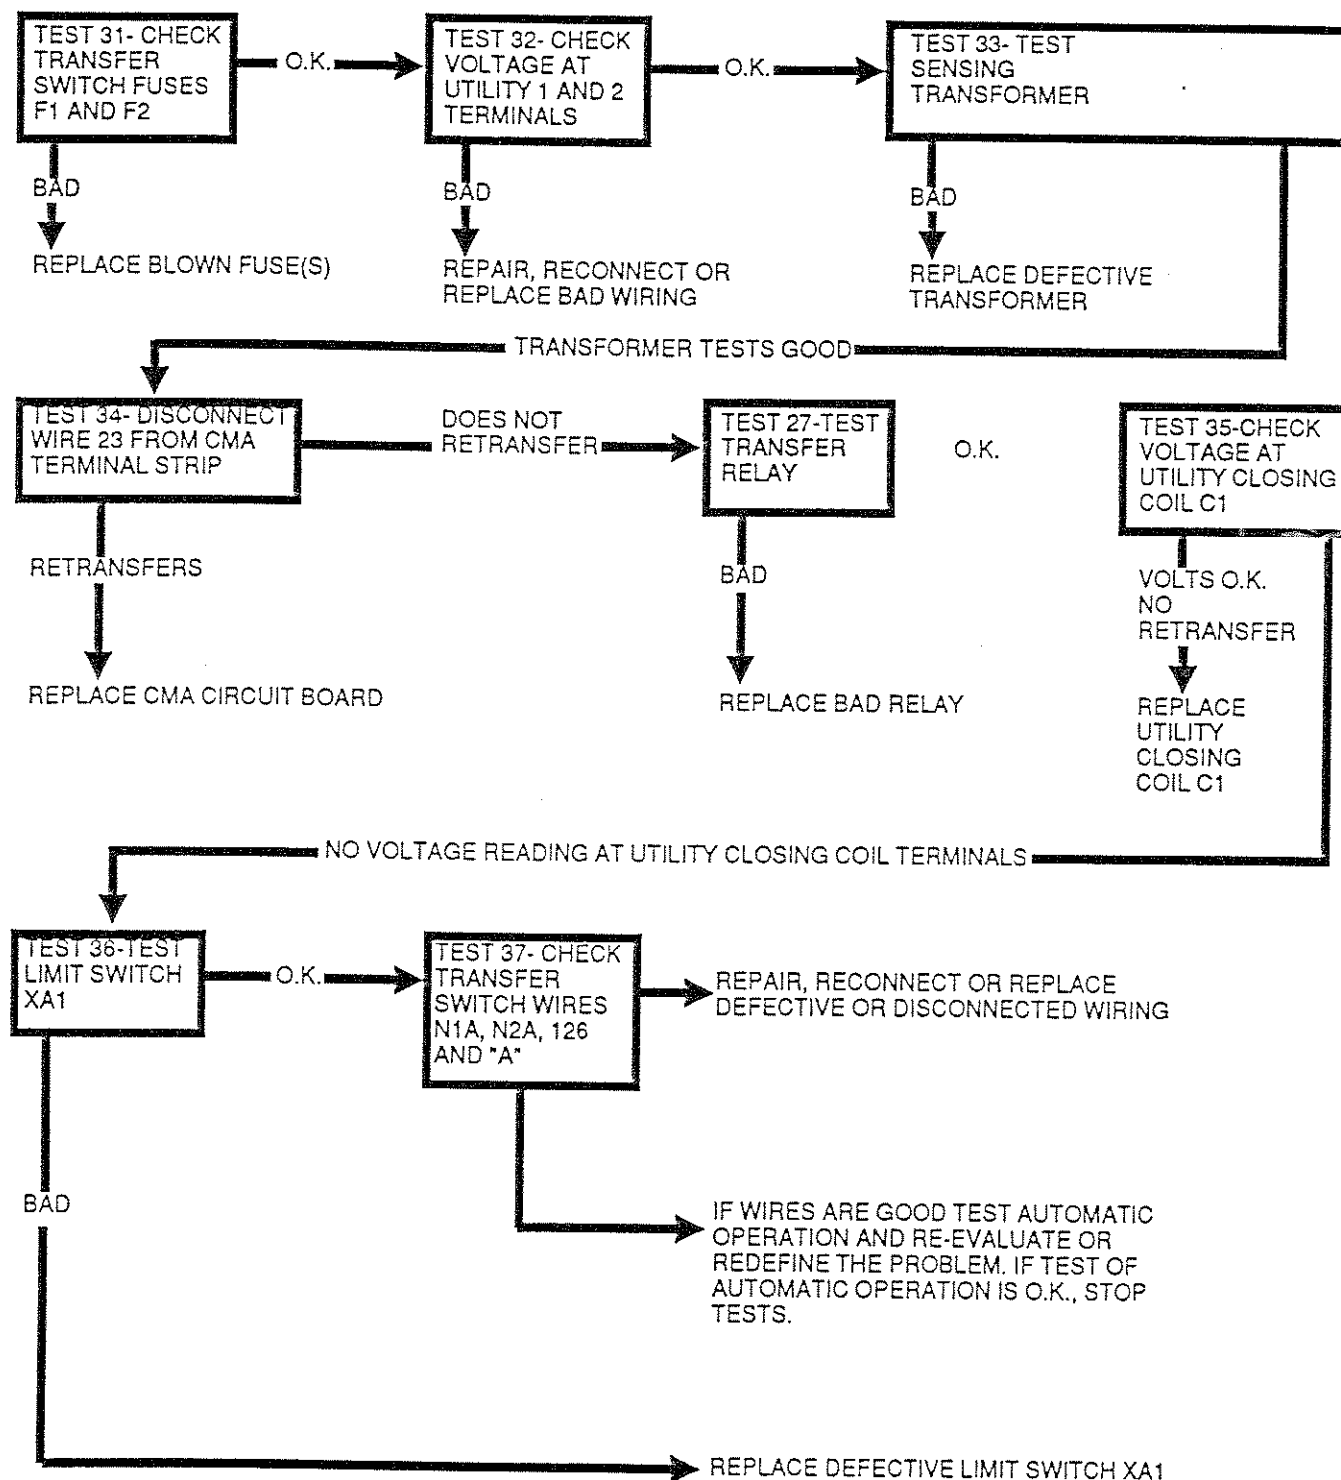 TEST 31- CHECK
TRANSFER
SWITCH FUSES
F1 AND F2
O.K.
TEST 32- CHECK
VOLTAGE AT
UTILITY 1 AND 2
TERMINALS
O.K.
TEST 33- TEST
SENSING
TRANSFORMER
BAD
REPLACE BLOWN FUSE(S)
BAD
REPAIR, RECONNECT OR
REPLACE BAD WIRING
BAD
REPLACE DEFECTIVE
TRANSFORMER
TRANSFORMER TESTS GOOD
TEST 34- DISCONNECT
WIRE 23 FROM CMA
TERMINAL STRIP
DOES NOT
RETRANSFER
TEST 27-TEST
TRANSFER
RELAY
O.K.
TEST 35-CHECK
VOLTAGE AT
UTILITY CLOSING
COIL C1
RETRANSFERS
REPLACE CMA CIRCUIT BOARD
BAD
REPLACE BAD RELAY
VOLTS O.K.
NO
RETRANSFER
REPLACE
UTILITY
CLOSING
COIL C1
NO VOLTAGE READING AT UTILITY CLOSING COIL TERMINALS
TEST 36-TEST
LIMIT SWITCH
XA1
O.K.
TEST 37- CHECK
TRANSFER
SWITCH WIRES
N1A, N2A, 126
AND "A"
REPAIR, RECONNECT OR REPLACE
DEFECTIVE OR DISCONNECTED WIRING
BAD
IF WIRES ARE GOOD TEST AUTOMATIC
OPERATION AND RE-EVALUATE OR
REDEFINE THE PROBLEM. IF TEST OF
AUTOMATIC OPERATION IS O.K., STOP
TESTS.
REPLACE DEFECTIVE LIMIT SWITCH XA1